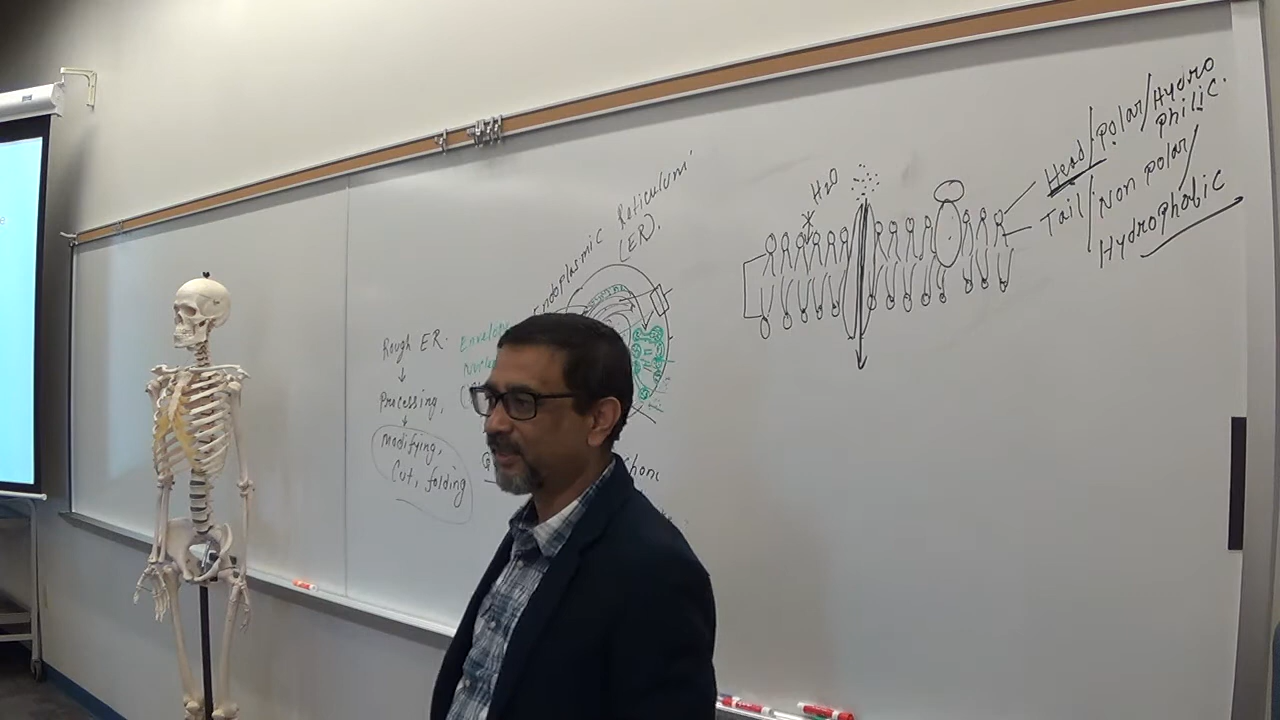 Endoplasmic Reticulum
(ER).
Rough ER.
Processing,
Modifying,
Cut, folding
H2O
Head/polar/Hydro
philic.
Tail/Non polar/
Hydrophobic